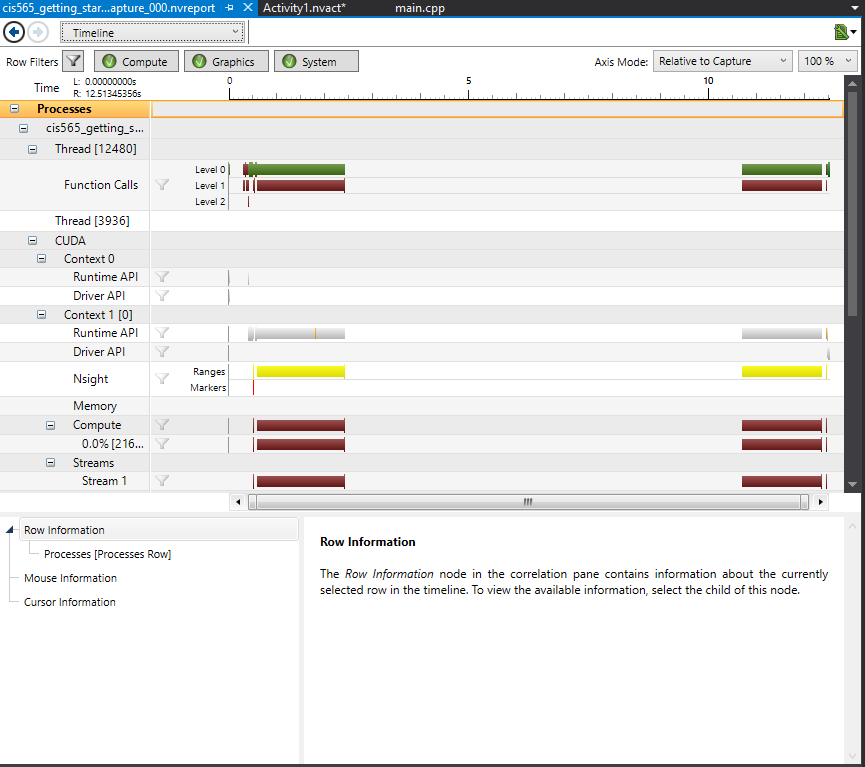 cis565_getting_star...apture_000.nvreport Activity1.nvact* main.cpp
Timeline
Row Filters Compute Graphics System Axis Mode: Relative to Capture 100 %
Time L: 0.00000000s 0 5 10
R: 12.51345356s
Processes
cis565_getting_s...
Thread [12480]
Function Calls Level 0
Level 1
Level 2
Thread [3936]
CUDA
Context 0
Runtime API
Driver API
Context 1 [0]
Runtime API
Driver API
Nsight Ranges
Markers
Memory
Compute
0.0% [216...
Streams
Stream 1
Row Information
Processes [Processes Row]
Mouse Information
Cursor Information
Row Information
The Row Information node in the correlation pane contains information about the currently
selected row in the timeline. To view the available information, select the child of this node.